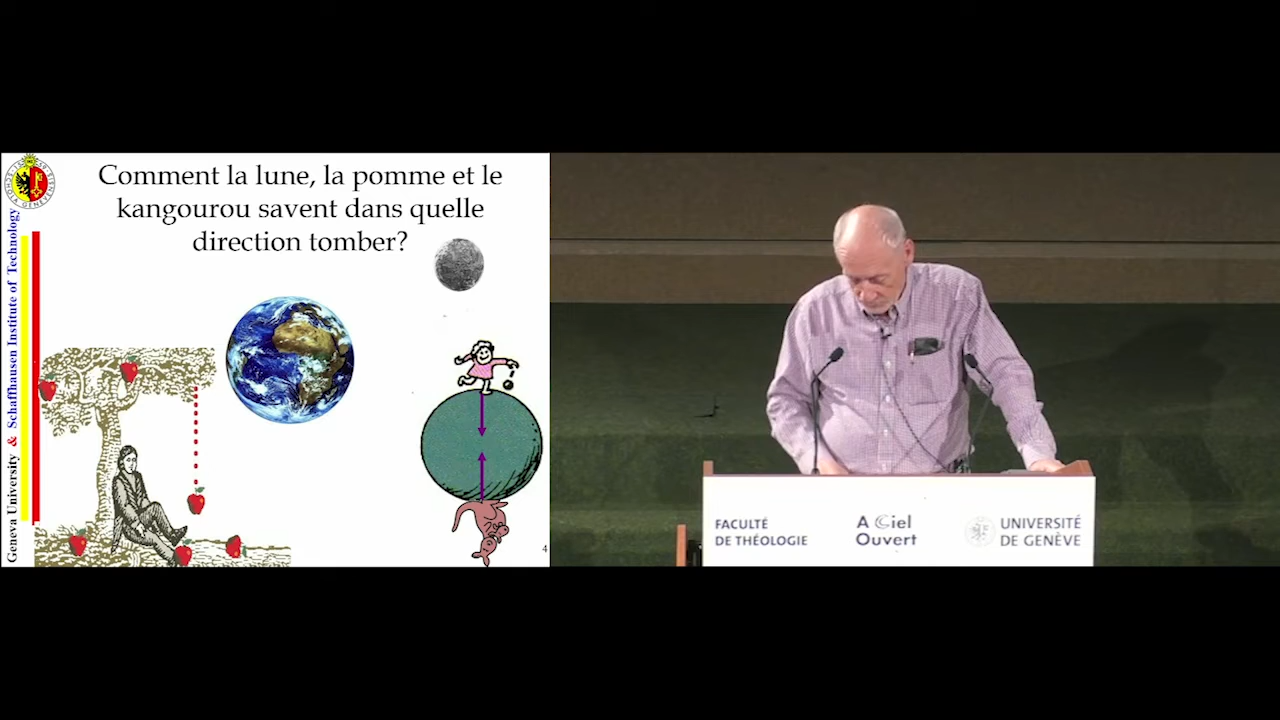 Comment la lune, la pomme et le
kangourou savent dans quelle
direction tomber?
Geneva University & Schaffhausen Institute of Technology
4
FACULTÉ
DE THÉOLOGIE
A Ciel
Ouvert
UNIVERSITÉ
DE GENÈVE